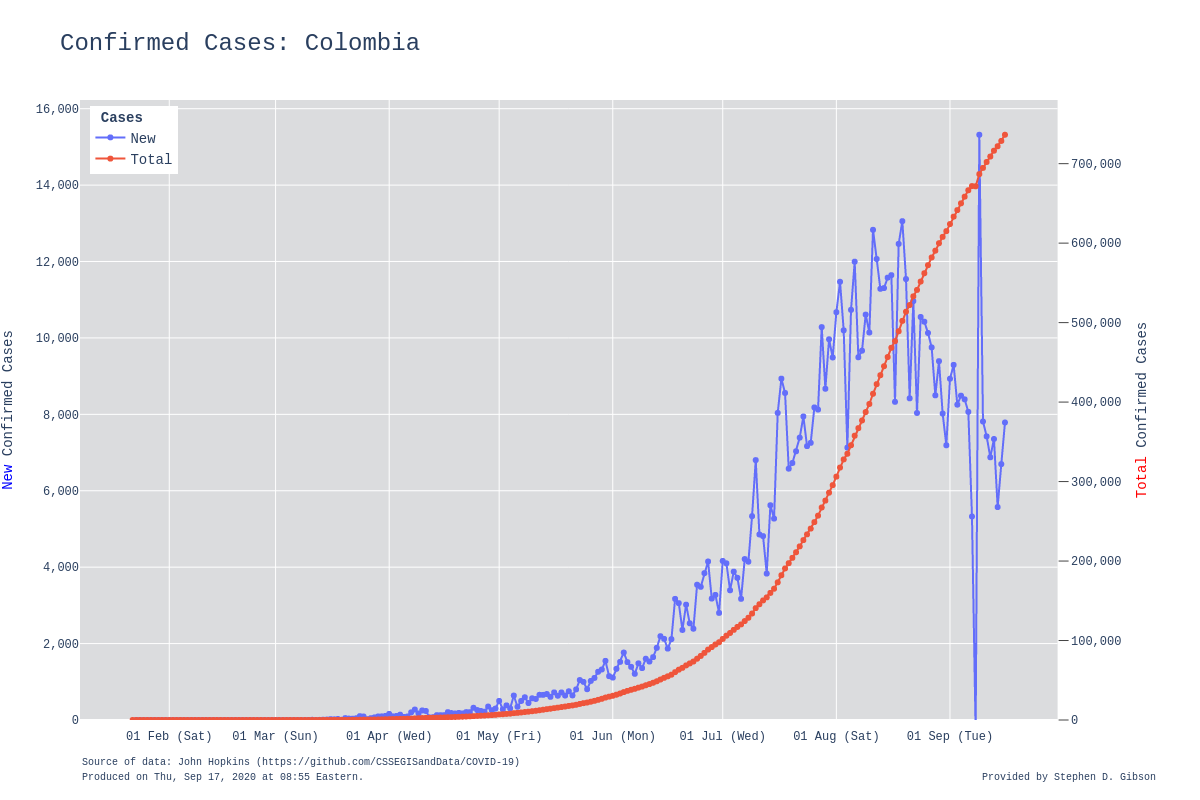 Confirmed Cases: Colombia
Cases
New
Total
16,000
14,000
12,000
10,000
8,000
6,000
4,000
2,000
0
New Confirmed Cases
700,000
600,000
500,000
400,000
300,000
200,000
100,000
0
Total Confirmed Cases
01 Feb (Sat) 01 Mar (Sun) 01 Apr (Wed) 01 May (Fri) 01 Jun (Mon) 01 Jul (Wed) 01 Aug (Sat) 01 Sep (Tue)
Source of data: John Hopkins (https://github.com/CSSEGISandData/COVID-19)
Produced on Thu, Sep 17, 2020 at 08:55 Eastern.
Provided by Stephen D. Gibson